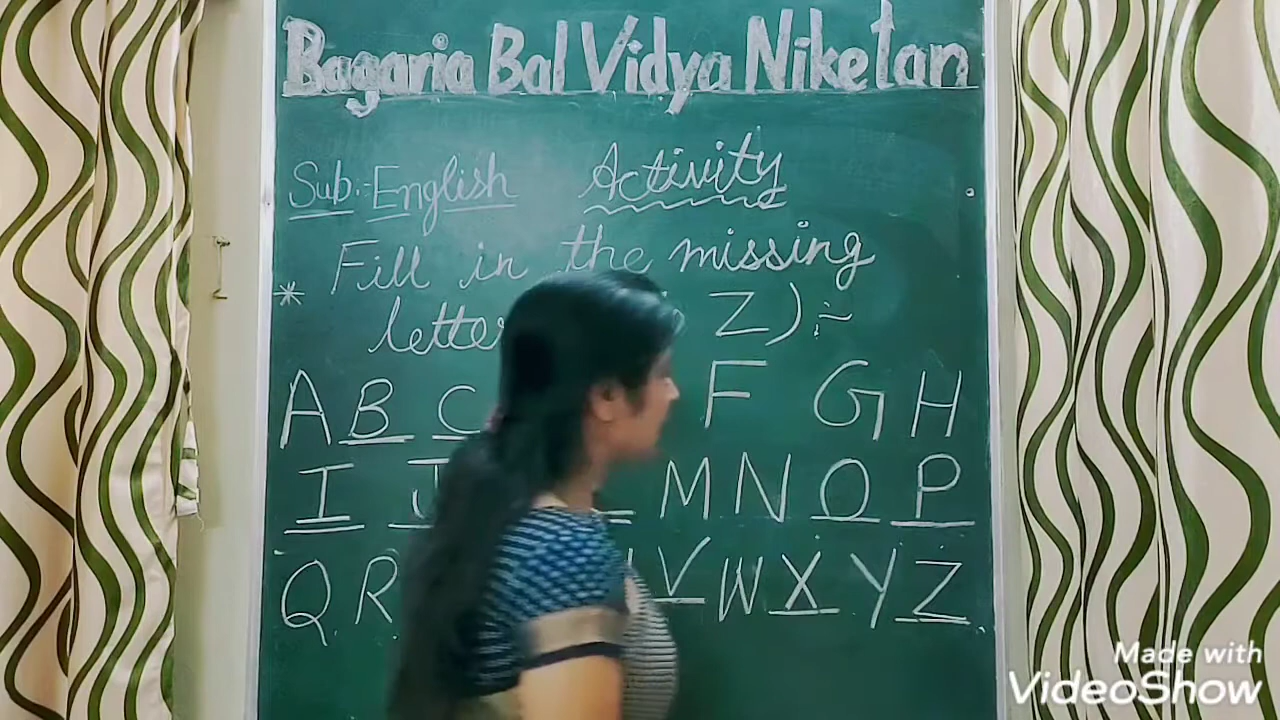 Bagaria Bal Vidya Niketan
Sub:- English Activity
* Fill in the missing
Z) :-
A B C F G H
I J M N O P
Q R V W X Y Z
Made with
VideoShow